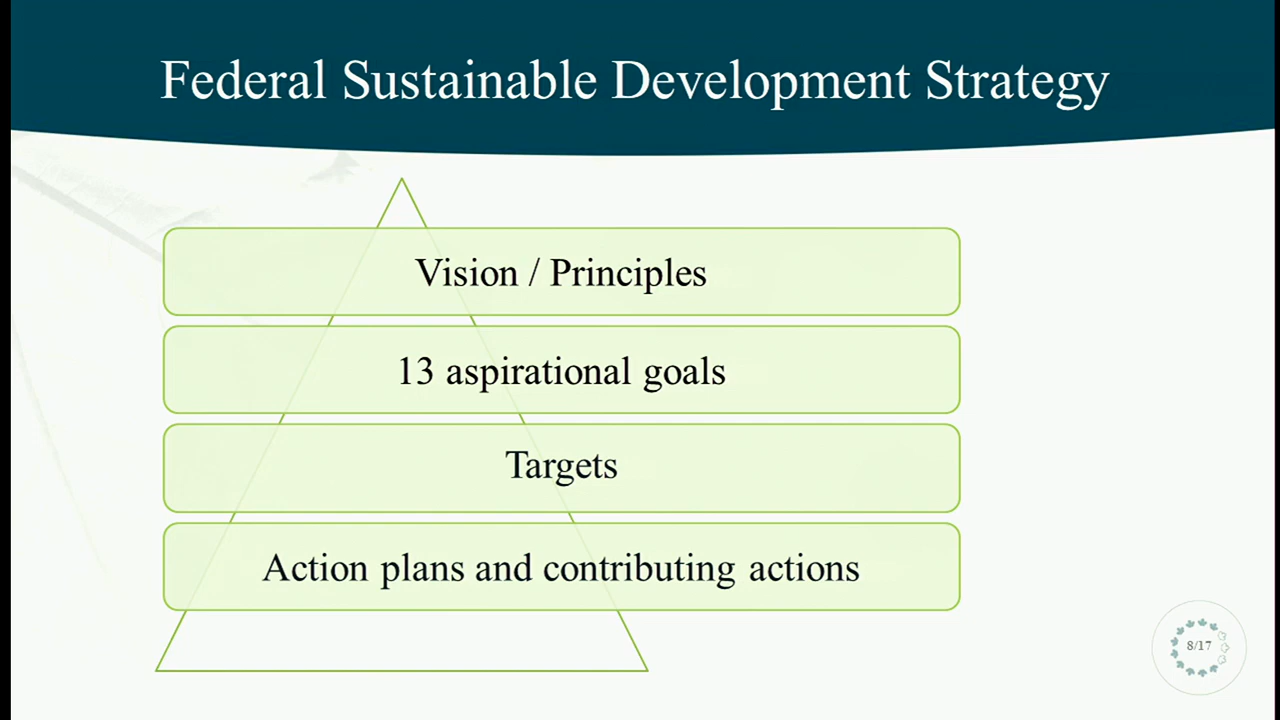 Federal Sustainable Development Strategy
Vision / Principles
13 aspirational goals
Targets
Action plans and contributing actions
8/17